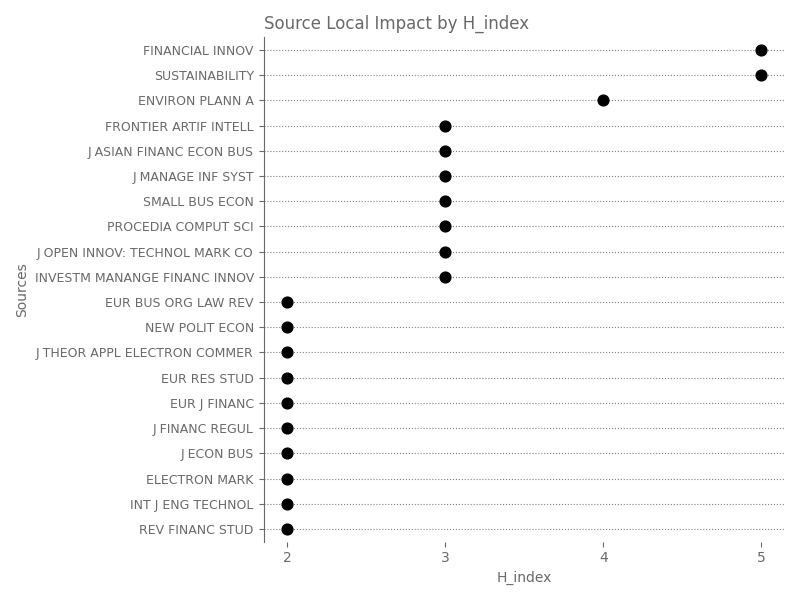 Source Local Impact by H_index
FINANCIAL INNOV
SUSTAINABILITY
ENVIRON PLANN A
FRONTIER ARTIF INTELL
J ASIAN FINANC ECON BUS
J MANAGE INF SYST
SMALL BUS ECON
PROCEDIA COMPUT SCI
J OPEN INNOV: TECHNOL MARK CO
INVESTM MANANGE FINANC INNOV
EUR BUS ORG LAW REV
NEW POLIT ECON
J THEOR APPL ELECTRON COMMER
EUR RES STUD
EUR J FINANC
J FINANC REGUL
J ECON BUS
ELECTRON MARK
INT J ENG TECHNOL
REV FINANC STUD
Sources
2 3 4 5
H_index